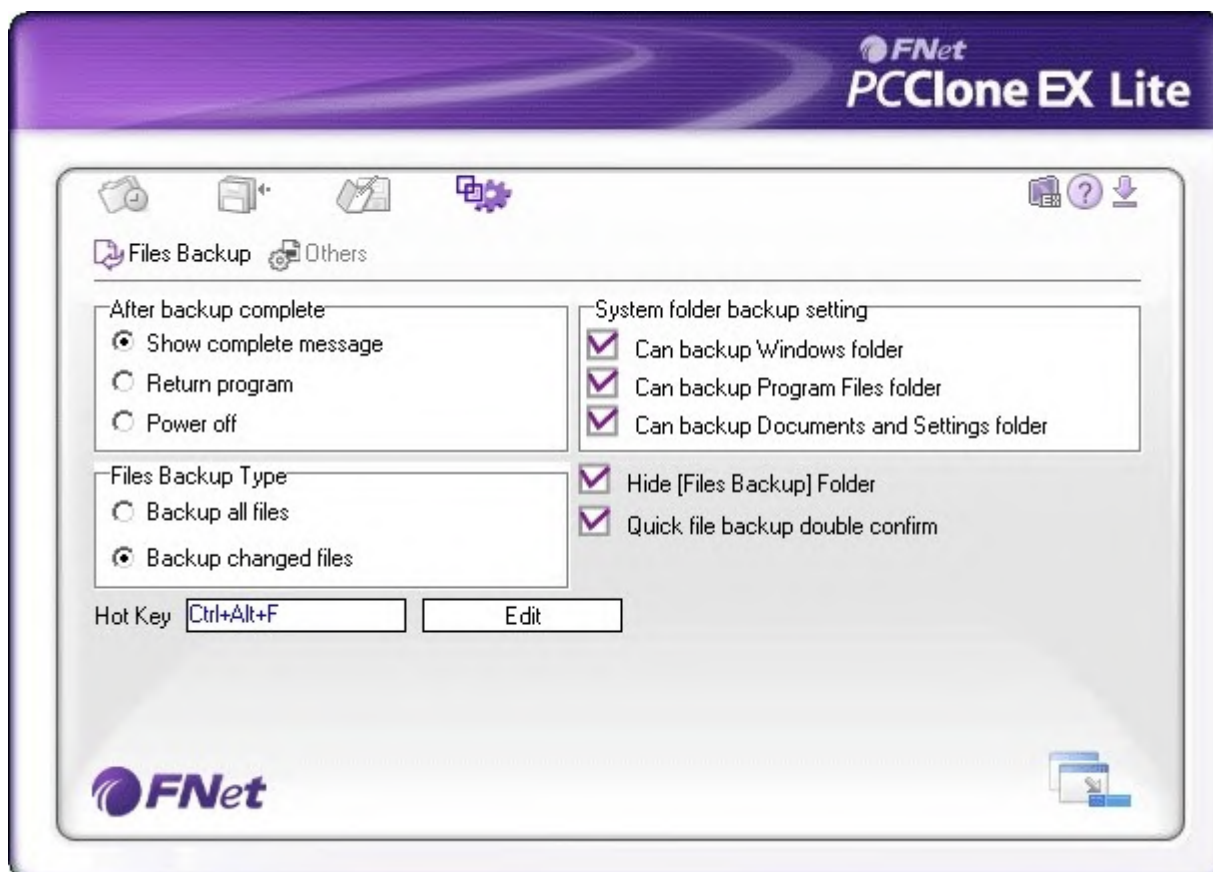 FNet
PCClone EX Lite
EX
?
Files Backup
Others
After backup complete
Show complete message
Return program
Power off
System folder backup setting
Can backup Windows folder
Can backup Program Files folder
Can backup Documents and Settings folder
Files Backup Type
Backup all files
Backup changed files
Hide [Files Backup] Folder
Quick file backup double confirm
Hot Key Ctrl+Alt+F Edit
FNet